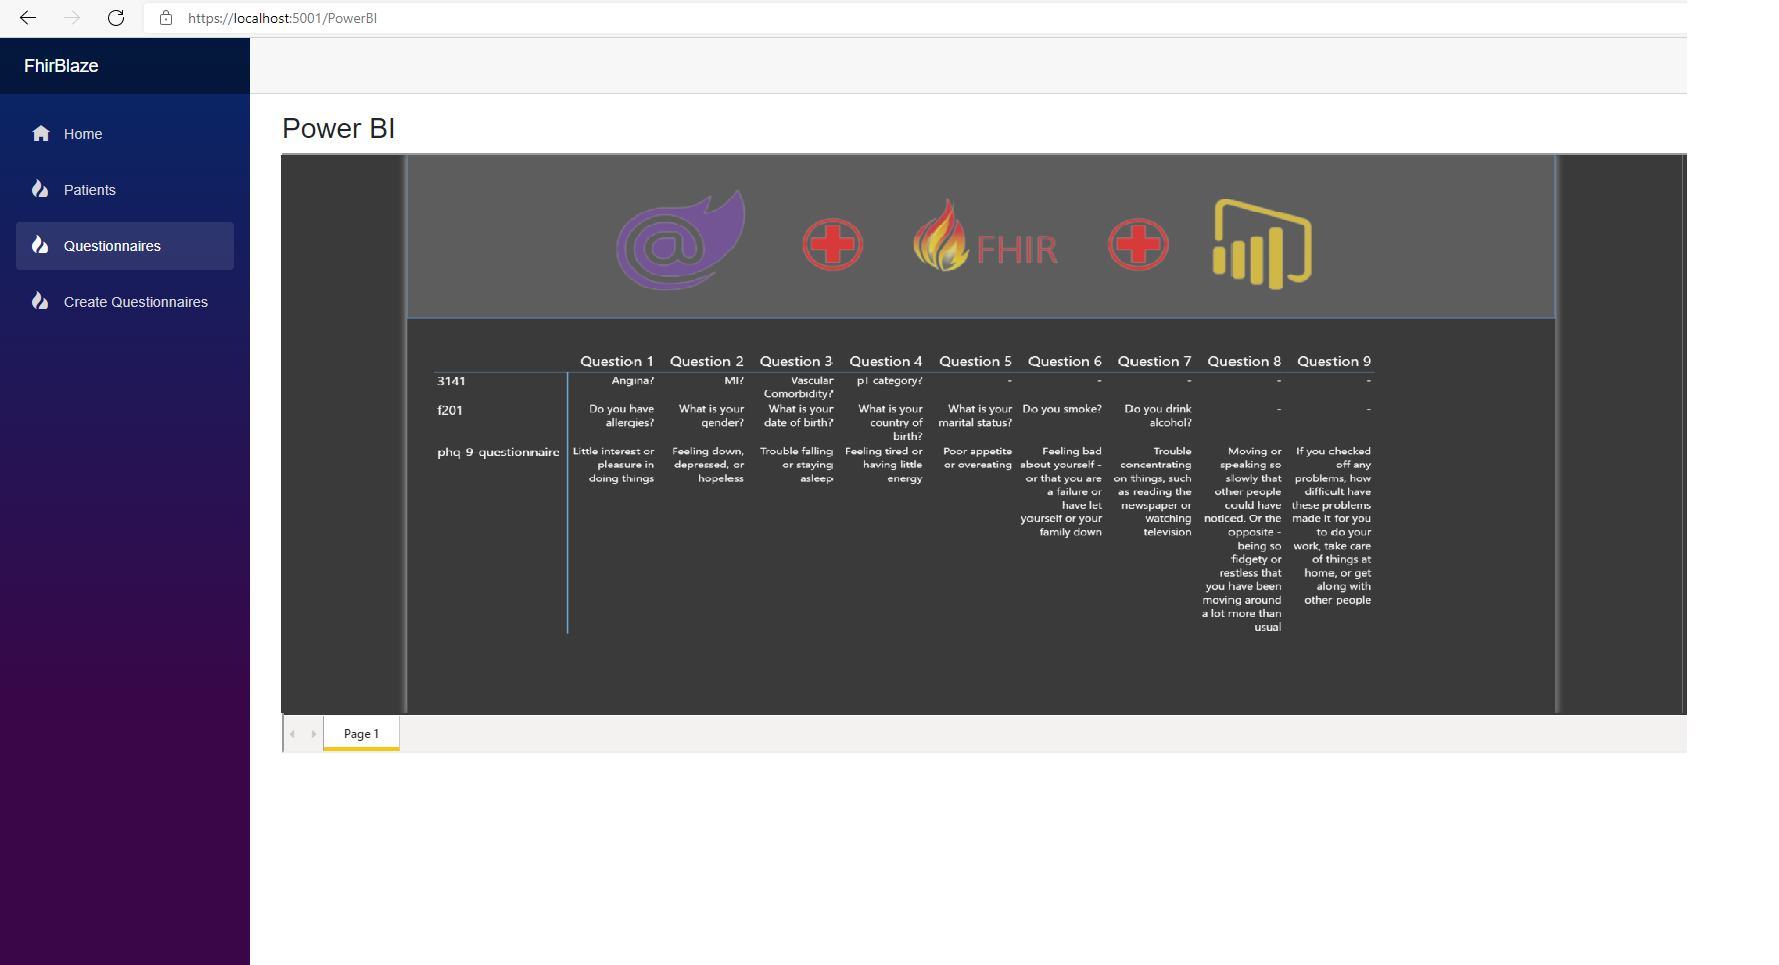 https://localhost:5001/PowerBI
FhirBlaze
Home
Patients
Questionnaires
Create Questionnaires
Power BI
@
FHIR
Question 1 Question 2 Question 3 Question 4 Question 5 Question 6 Question 7 Question 8 Question 9
3141 Angina? MI? Vascular Comorbidity? pT category? - - - - -
f201 Do you have allergies? What is your gender? What is your date of birth? What is your country of birth? What is your marital status? Do you smoke? Do you drink alcohol? - -
phq-9-questionnaire Little interest or pleasure in doing things Feeling down, depressed, or hopeless Trouble falling or staying asleep Feeling tired or having little energy Poor appetite or overeating Feeling bad about yourself - or that you are a failure or have let yourself or your family down Trouble concentrating on things, such as reading the newspaper or watching television Moving or speaking so slowly that other people could have noticed. Or the opposite - being so fidgety or restless that you have been moving around a lot more than usual If you checked off any problems, how difficult have these problems made it for you to do your work, take care of things at home, or get along with other people
Page 1